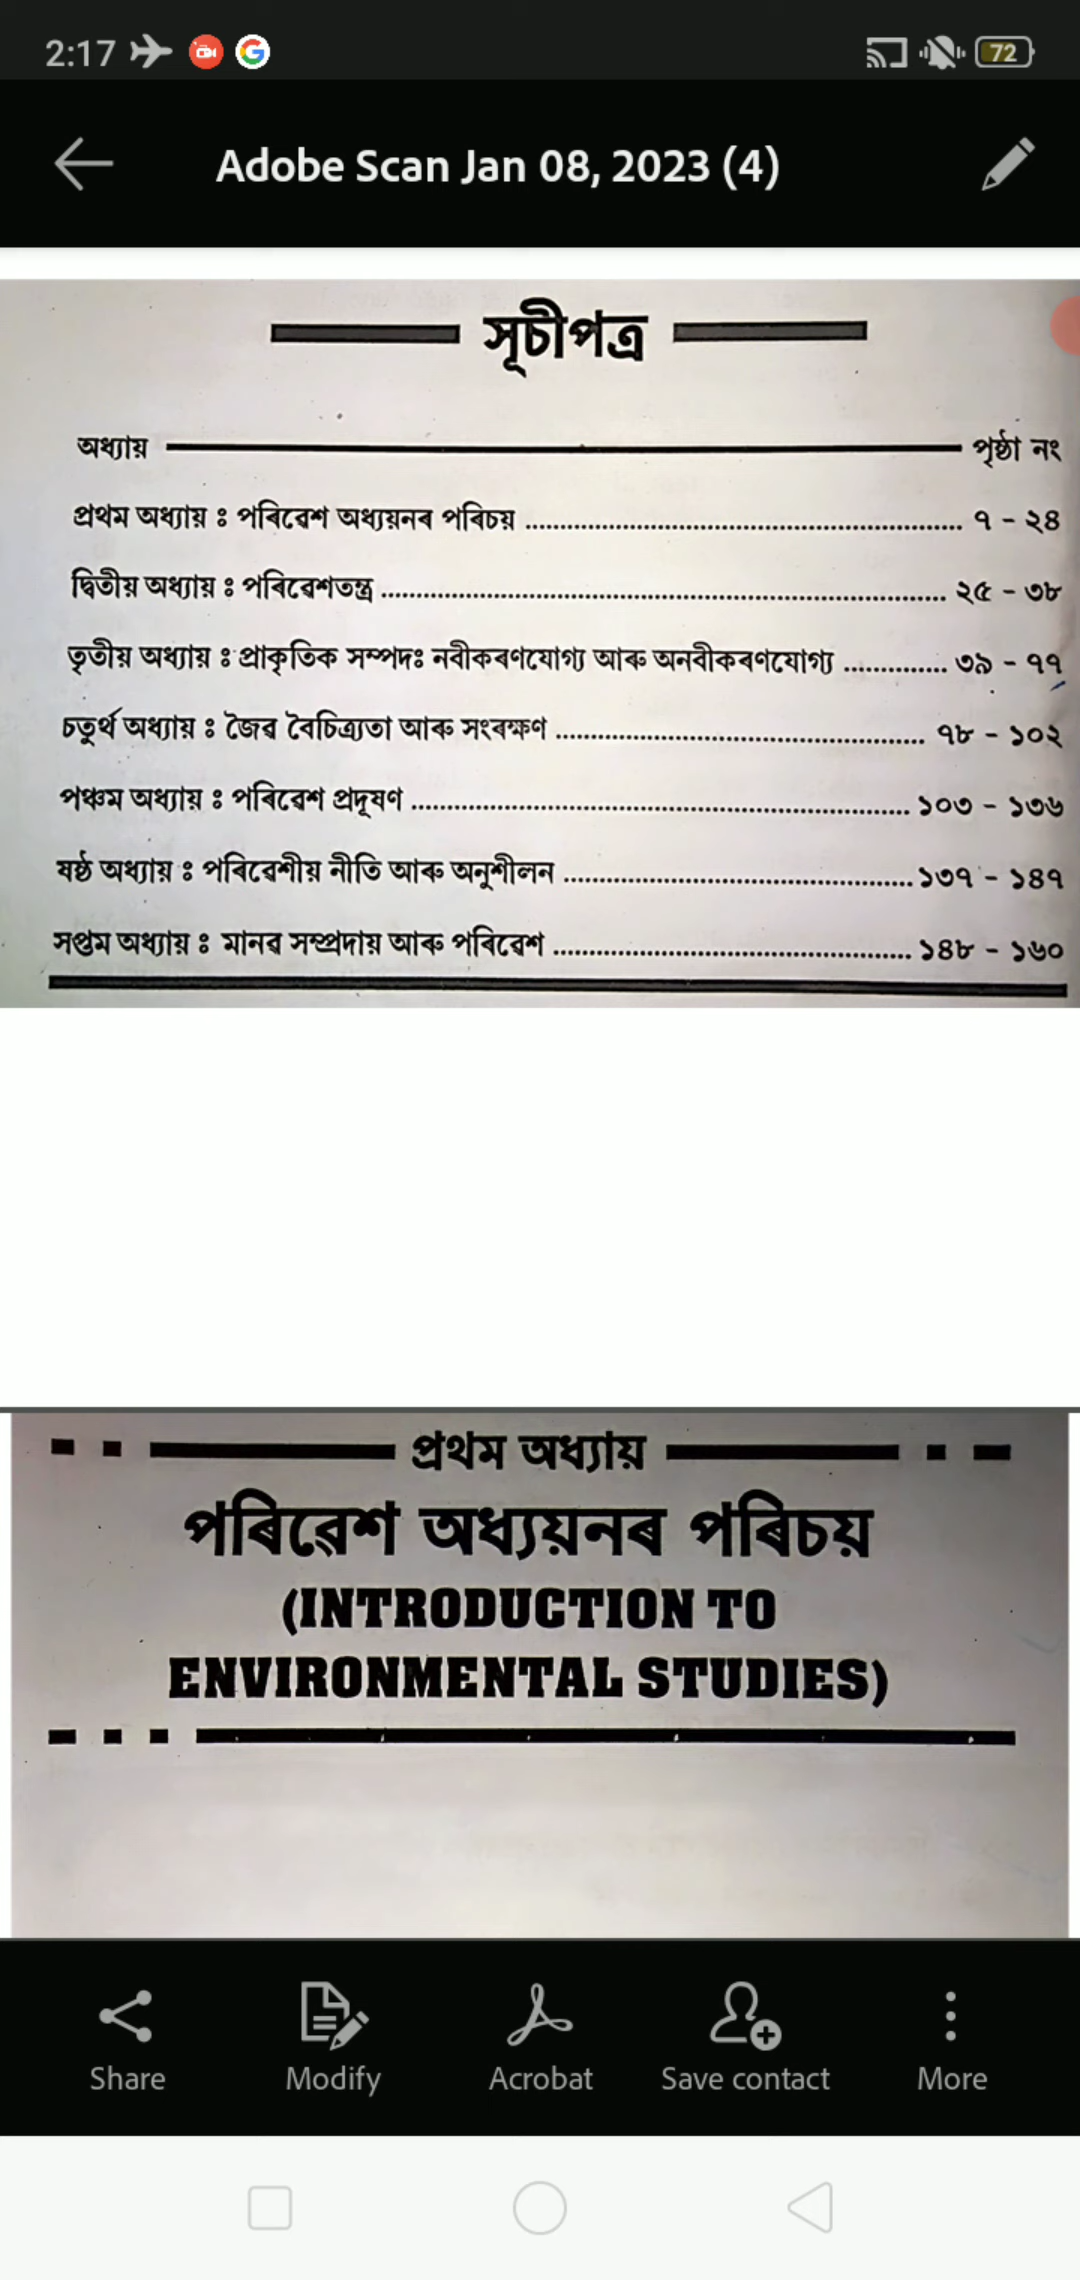 2:17
72
Adobe Scan Jan 08, 2023 (4)
সূচীপত্ৰ
অধ্যায় পৃষ্ঠা নং
প্ৰথম অধ্যায় ঃ পৰিৱেশ অধ্যয়নৰ পৰিচয় ........ ৭ - ২৪
দ্বিতীয় অধ্যায় ঃ পৰিৱেশতন্ত্ৰ ........ ২৫ - ৩৮
তৃতীয় অধ্যায় ঃ প্ৰাকৃতিক সম্পদঃ নবীকৰণযোগ্য আৰু অনবীকৰণযোগ্য ........ ৩৯ - ৭৭
চতুৰ্থ অধ্যায় ঃ জৈৱ বৈচিত্ৰ্যতা আৰু সংৰক্ষণ ........ ৭৮ - ১০২
পঞ্চম অধ্যায় ঃ পৰিৱেশ প্ৰদূষণ ........ ১০৩ - ১৩৬
ষষ্ঠ অধ্যায় ঃ পৰিৱেশীয় নীতি আৰু অনুশীলন ........ ১৩৭ - ১৪৭
সপ্তম অধ্যায় ঃ মানৱ সম্প্ৰদায় আৰু পৰিৱেশ ........ ১৪৮ - ১৬০
প্ৰথম অধ্যায়
পৰিৱেশ অধ্যয়নৰ পৰিচয়
(INTRODUCTION TO
ENVIRONMENTAL STUDIES)
Share Modify Acrobat Save contact More